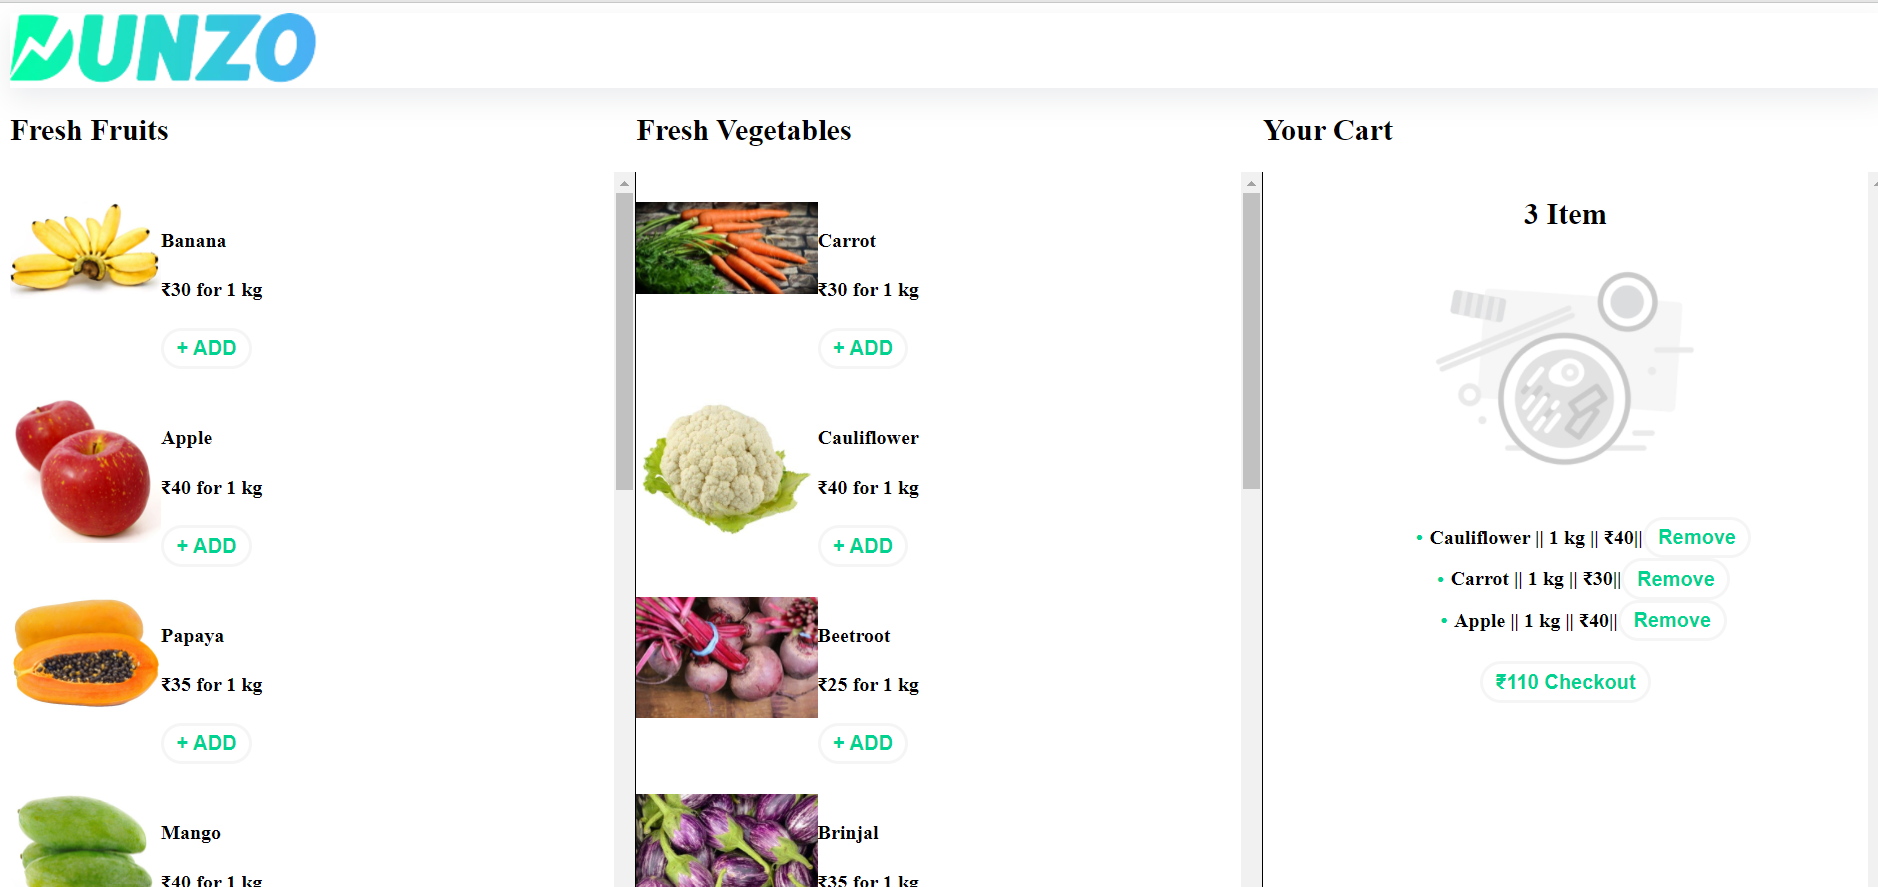 DUNZO
Fresh Fruits
Banana
₹30 for 1 kg
+ ADD
Apple
₹40 for 1 kg
+ ADD
Papaya
₹35 for 1 kg
+ ADD
Mango
₹40 for 1 kg
Fresh Vegetables
Carrot
₹30 for 1 kg
+ ADD
Cauliflower
₹40 for 1 kg
+ ADD
Beetroot
₹25 for 1 kg
+ ADD
Brinjal
₹35 for 1 kg
Your Cart
3 Item
• Cauliflower || 1 kg || ₹40|| Remove
• Carrot || 1 kg || ₹30|| Remove
• Apple || 1 kg || ₹40|| Remove
₹110 Checkout